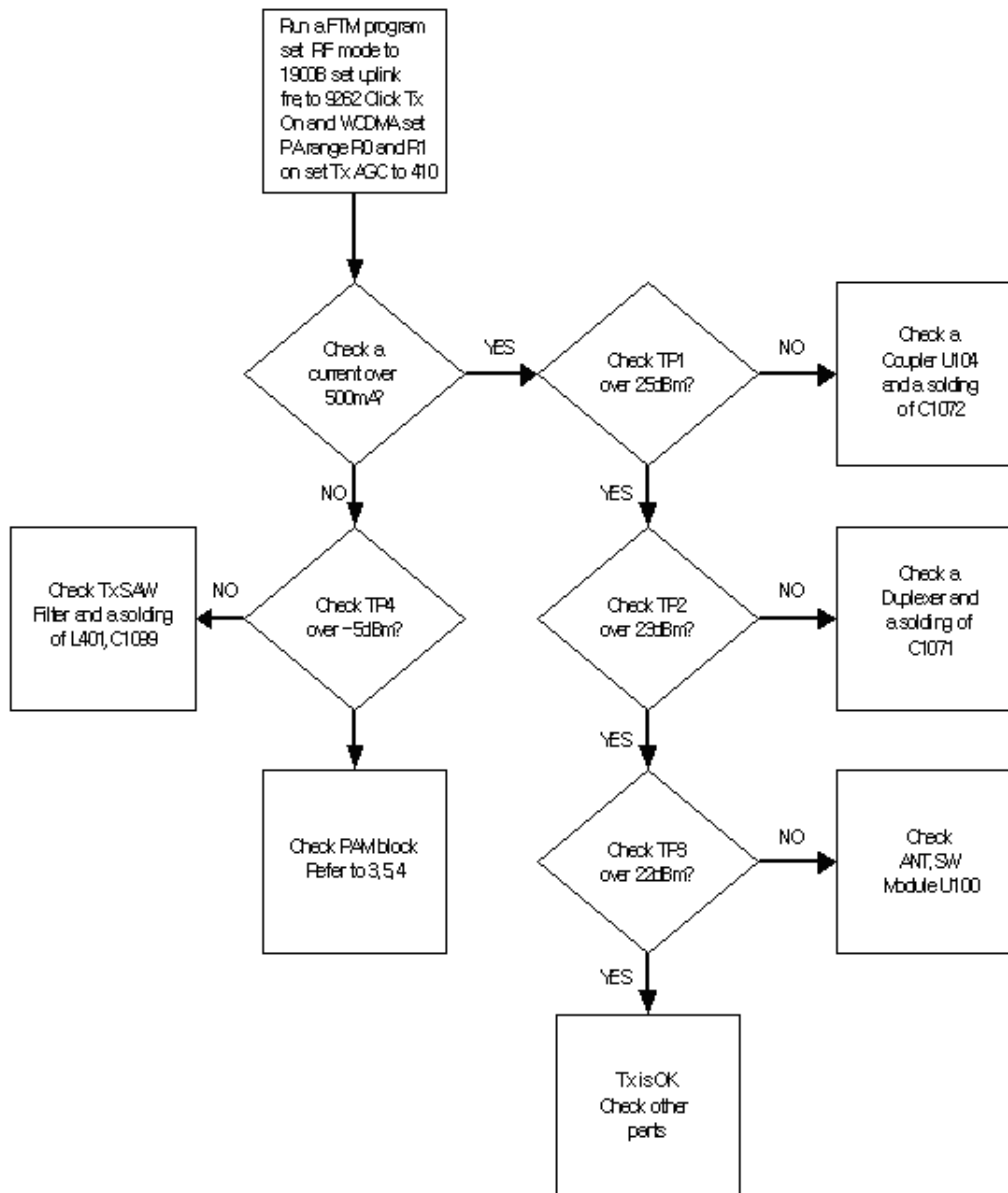 Run a FTM program
set RF mode to
1900B set uplink
freq to 9262 Click Tx
On and WCDMA set
PA range R0 and R1
on set Tx AGC to 410
Check a
current over
500mA?
YES
Check TP1
over 25dBm?
NO
Check a
Coupler U104
and a solding
of C1072
NO
YES
Check Tx SAW
Filter and a solding
of L401, C1099
NO
Check TP4
over -5dBm?
Check TP2
over 23dBm?
NO
Check a
Duplexer and
a solding of
C1071
YES
Check PAM block
Refer to 3, 5, 4
Check TP3
over 22dBm?
NO
Check
ANT, SW
Module U100
YES
Tx is OK
Check other
parts